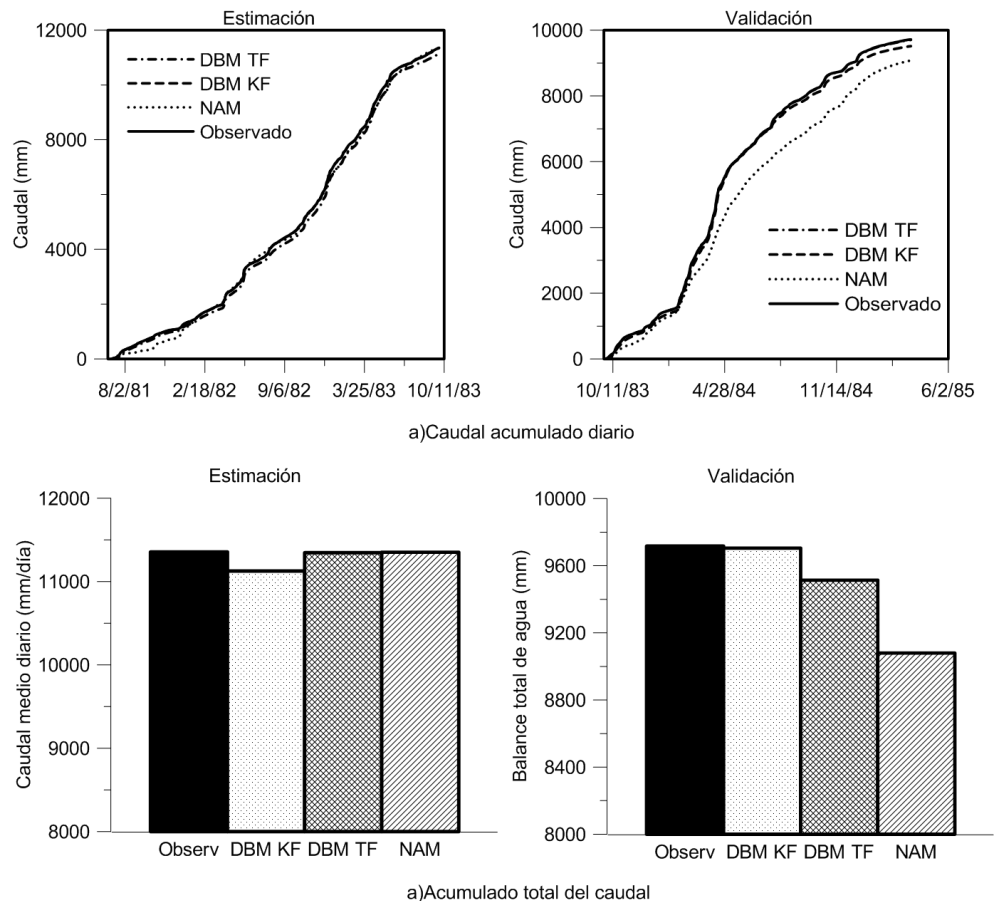 Estimación
Caudal (mm)
12000
8000
4000
0
DBM TF
DBM KF
NAM
Observado
8/2/81 2/18/82 9/6/82 3/25/83 10/11/83
Validación
Caudal (mm)
10000
8000
6000
4000
2000
0
DBM TF
DBM KF
NAM
Observado
10/11/83 4/28/84 11/14/84 6/2/85
a)Caudal acumulado diario
Estimación
Caudal medio diario (mm/día)
12000
11000
10000
9000
8000
Observ DBM KF DBM TF NAM
Validación
Balance total de agua (mm)
10000
9600
9200
8800
8400
8000
Observ DBM KF DBM TF NAM
a)Acumulado total del caudal